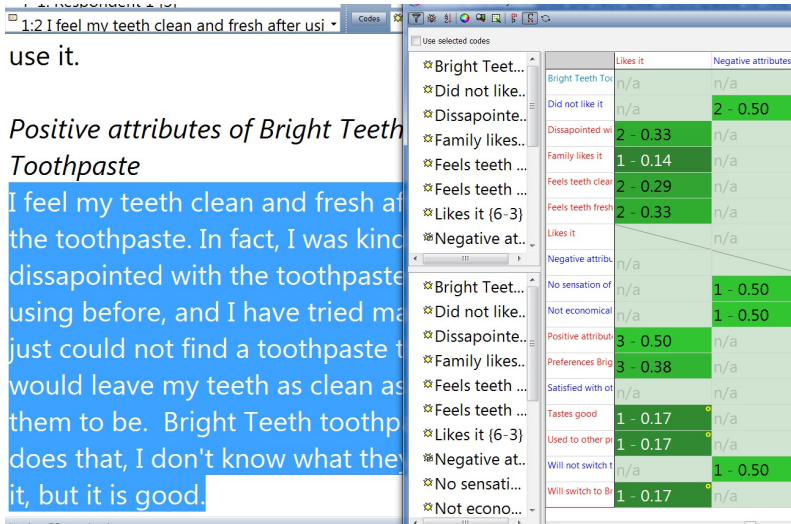 1:2 I feel my teeth clean and fresh after usi
Codes
use it.
Positive attributes of Bright Teeth
Toothpaste
I feel my teeth clean and fresh af
the toothpaste. In fact, I was kind
dissapointed with the toothpaste
using before, and I have tried ma
just could not find a toothpaste t
would leave my teeth as clean as
them to be. Bright Teeth toothp
does that, I don't know what they
it, but it is good.
Use selected codes
Bright Teet...
Did not like..
Dissapointe..
Family likes..
Feels teeth ...
Feels teeth ...
Likes it {6-3}
Negative at..
Bright Teet...
Did not like..
Dissapointe..
Family likes..
Feels teeth ...
Feels teeth ...
Likes it {6-3}
Negative at..
No sensati...
Not econo...
Likes it Negative attributes
Bright Teeth Too n/a n/a
Did not like it n/a 2 - 0.50
Dissapointed wi 2 - 0.33 n/a
Family likes it 1 - 0.14 n/a
Feels teeth clear 2 - 0.29 n/a
Feels teeth fresh 2 - 0.33 n/a
Likes it n/a
Negative attribu n/a
No sensation of n/a 1 - 0.50
Not economical n/a 1 - 0.50
Positive attribut 3 - 0.50 n/a
Preferences Brig 3 - 0.38 n/a
Satisfied with ot n/a n/a
Tastes good 1 - 0.17 n/a
Used to other pr 1 - 0.17 n/a
Will not switch t n/a 1 - 0.50
Will switch to Br 1 - 0.17 n/a